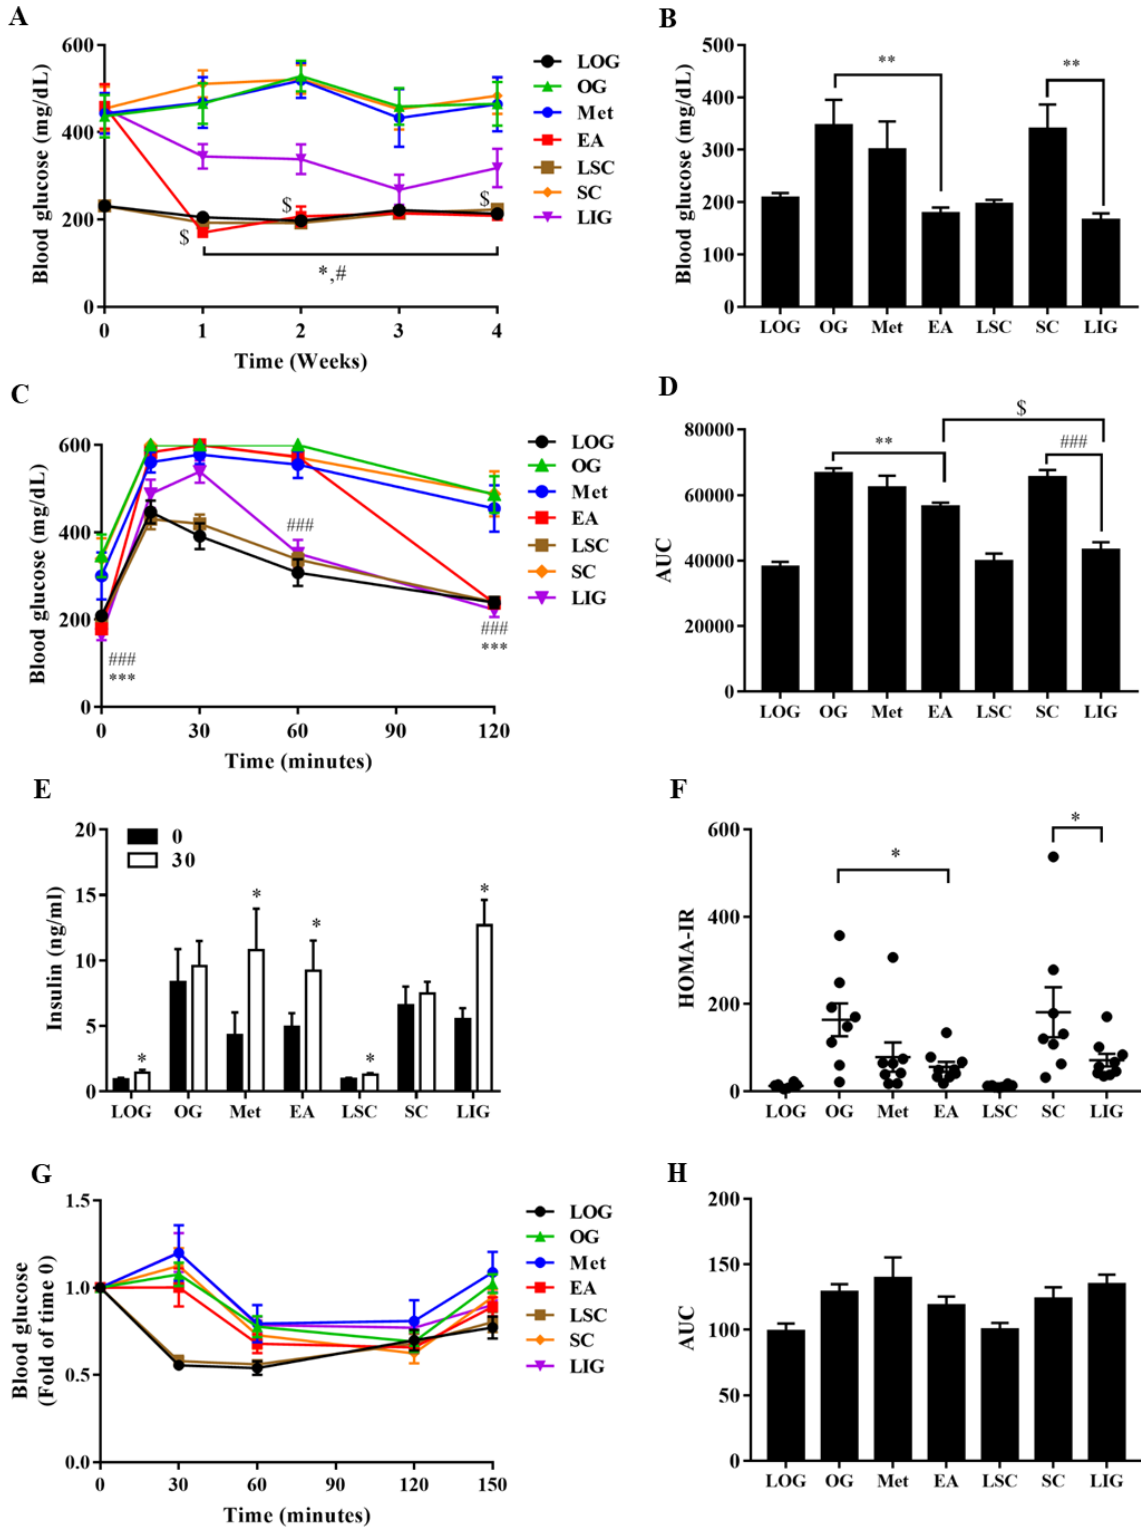 A
600
400
200
0
Blood glucose (mg/dL)
$
$
$
*,#
0 1 2 3 4
Time (Weeks)
LOG
OG
Met
EA
LSC
SC
LIG
B
500
400
300
200
100
0
Blood glucose (mg/dL)
**
**
LOG OG Met EA LSC SC LIG
C
600
400
200
0
Blood glucose (mg/dL)
###
###
***
###
***
0 30 60 90 120
Time (minutes)
LOG
OG
Met
EA
LSC
SC
LIG
D
80000
60000
40000
20000
0
AUC
$
**
###
LOG OG Met EA LSC SC LIG
E
20
15
10
5
0
Insulin (ng/ml)
0
30
* * * * *
LOG OG Met EA LSC SC LIG
F
600
400
200
0
HOMA-IR
*
*
LOG OG Met EA LSC SC LIG
G
1.5
1.0
0.5
0.0
Blood glucose
(Fold of time 0)
0 30 60 90 120 150
Time (minutes)
LOG
OG
Met
EA
LSC
SC
LIG
H
200
150
100
50
0
AUC
LOG OG Met EA LSC SC LIG